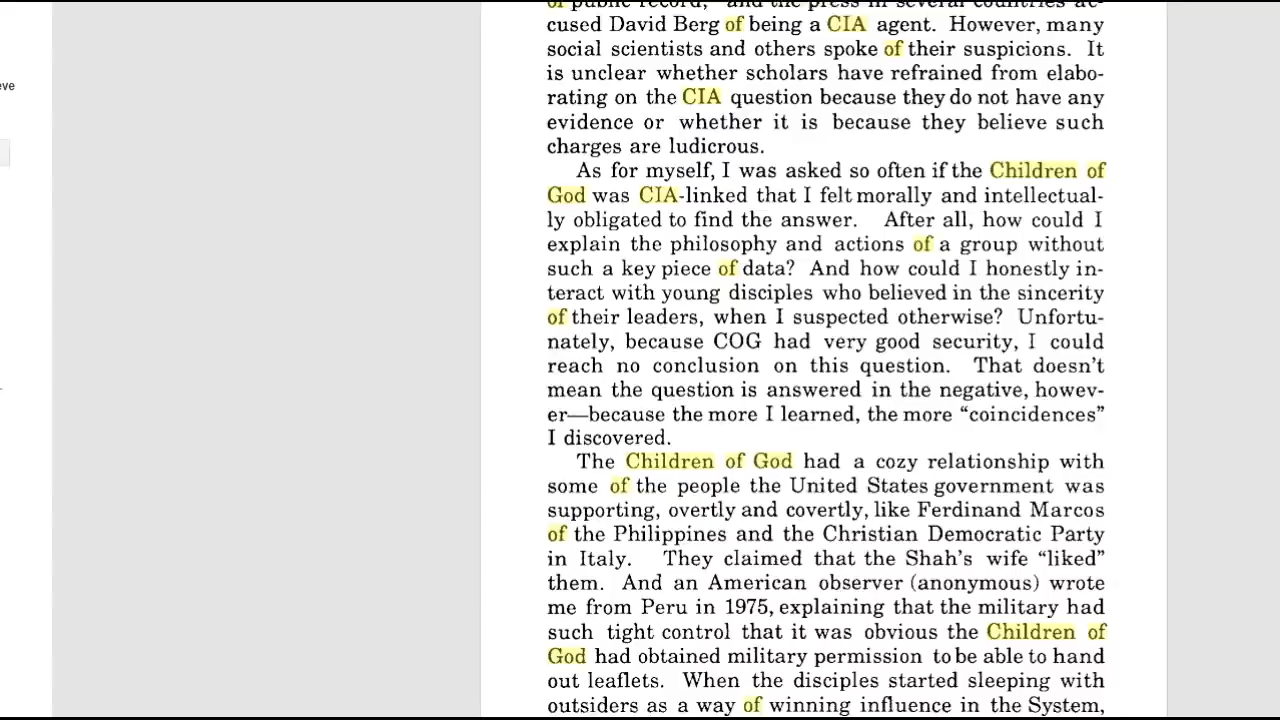 of public record, and the press in several countries ac-
cused David Berg of being a CIA agent. However, many
social scientists and others spoke of their suspicions. It
is unclear whether scholars have refrained from elabo-
rating on the CIA question because they do not have any
evidence or whether it is because they believe such
charges are ludicrous.
As for myself, I was asked so often if the Children of
God was CIA-linked that I felt morally and intellectual-
ly obligated to find the answer. After all, how could I
explain the philosophy and actions of a group without
such a key piece of data? And how could I honestly in-
teract with young disciples who believed in the sincerity
of their leaders, when I suspected otherwise? Unfortu-
nately, because COG had very good security, I could
reach no conclusion on this question. That doesn't
mean the question is answered in the negative, howev-
er—because the more I learned, the more “coincidences”
I discovered.
The Children of God had a cozy relationship with
some of the people the United States government was
supporting, overtly and covertly, like Ferdinand Marcos
of the Philippines and the Christian Democratic Party
in Italy. They claimed that the Shah's wife “liked”
them. And an American observer (anonymous) wrote
me from Peru in 1975, explaining that the military had
such tight control that it was obvious the Children of
God had obtained military permission to be able to hand
out leaflets. When the disciples started sleeping with
outsiders as a way of winning influence in the System,